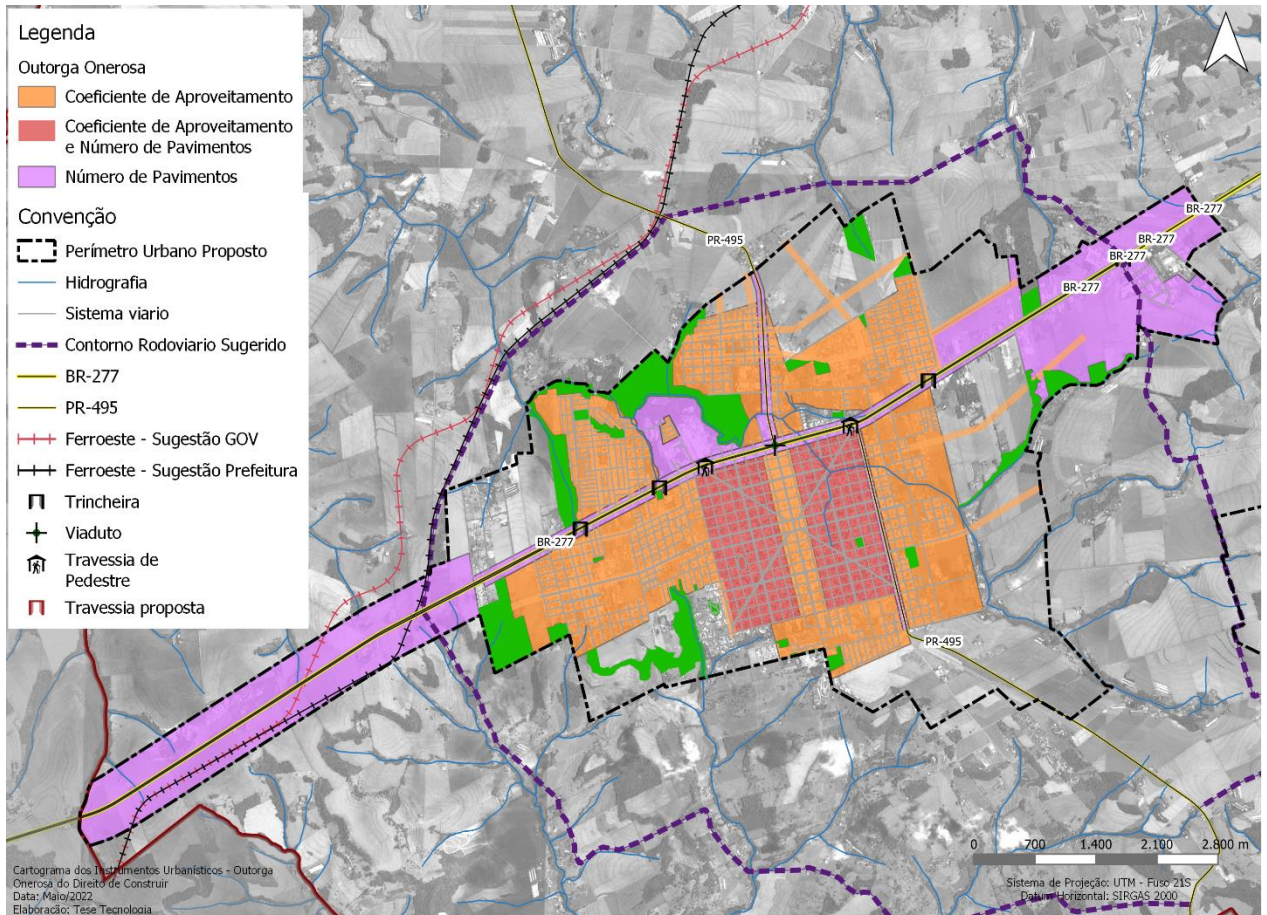 Legenda
Outorga Onerosa
Coeficiente de Aproveitamento
Coeficiente de Aproveitamento
e Número de Pavimentos
Número de Pavimentos
Convenção
Perímetro Urbano Proposto
Hidrografia
Sistema viario
Contorno Rodoviario Sugerido
BR-277
PR-495
Ferroeste - Sugestão GOV
Ferroeste - Sugestão Prefeitura
Trincheira
Viaduto
Travessia de
Pedestre
Travessia proposta
BR-277
BR-277
BR-277
BR-277
PR-495
BR-277
PR-495
0 700 1.400 2.100 2.800 m
Sistema de Projeção: UTM - Fuso 21S
Datum Horizontal: SIRGAS 2000
Cartograma dos Instrumentos Urbanísticos - Outorga
Onerosa do Direito de Construir
Data: Maio/2022
Elaboração: Tese Tecnologia